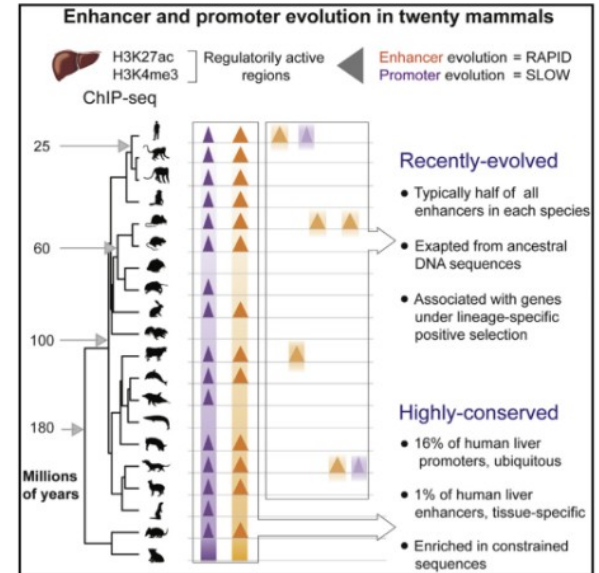 Enhancer and promoter evolution in twenty mammals
H3K27ac
H3K4me3
ChIP-seq
Regulatorily active
regions
Enhancer evolution = RAPID
Promoter evolution = SLOW
25
60
100
180
Millions
of years
Recently-evolved
• Typically half of all
enhancers in each species
• Exapted from ancestral
DNA sequences
• Associated with genes
under lineage-specific
positive selection
Highly-conserved
• 16% of human liver
promoters, ubiquitous
• 1% of human liver
enhancers, tissue-specific
• Enriched in constrained
sequences